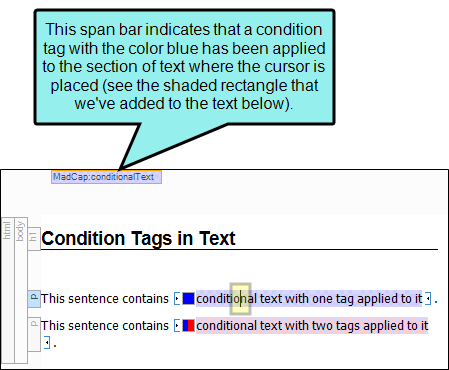 This span bar indicates that a condition
tag with the color blue has been applied
to the section of text where the cursor is
placed (see the shaded rectangle that
we've added to the text below).
MadCap:conditionalText
html
body
h1
Condition Tags in Text
p
This sentence contains conditional text with one tag applied to it .
p
This sentence contains conditional text with two tags applied to it
.